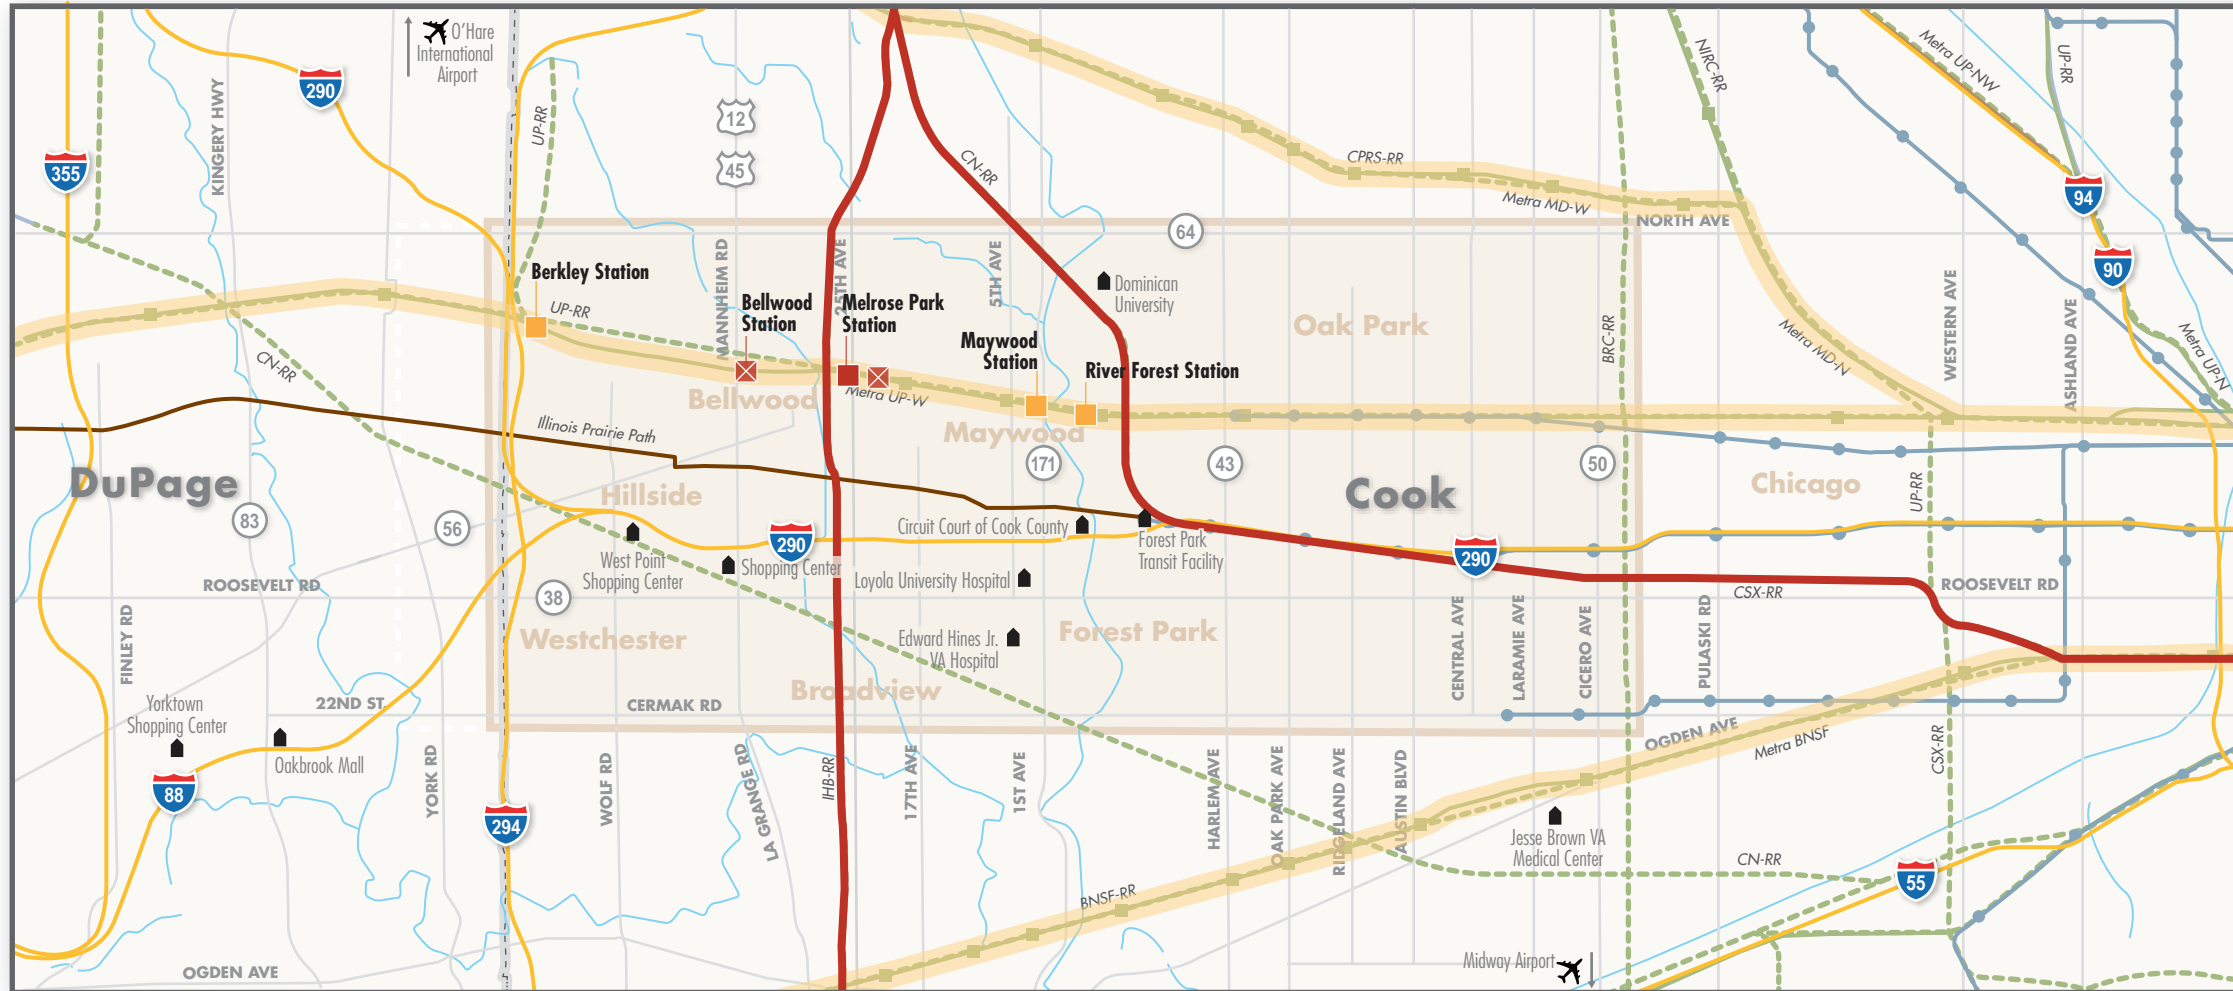 O'Hare
International
Airport
290
355
KINGERY HWY
UP-RR
12
45
CN-RR
CPRS-RR
Metra MD-W
BRC-RR
NIRC-RR
Metra UP-NW
UP-RR
94
90
NORTH AVE
64
Berkley Station
UP-RR
MANNHEIM RD
Bellwood
Station
25TH AVE
Melrose Park
Station
5TH AVE
Dominican
University
Maywood
Station
River Forest Station
Oak Park
Metra MD-N
WESTERN AVE
ASHLAND AVE
Metra UP-N
CN-RR
Bellwood
Metra UP-W
Maywood
Illinois Prairie Path
171
43
50
DuPage
Hillside
Cook
Chicago
UP-RR
83
56
290
Circuit Court of Cook County
Forest Park
Transit Facility
290
West Point
Shopping Center
Shopping Center
Loyola University Hospital
ROOSEVELT RD
38
CSX-RR
ROOSEVELT RD
FINLEY RD
Westchester
Edward Hines Jr.
VA Hospital
Forest Park
CENTRAL AVE
LARAMIE AVE
CICERO AVE
PULASKI RD
Broadview
Yorktown
Shopping Center
22ND ST
CERMAK RD
Oakbrook Mall
88
YORK RD
294
WOLF RD
LA GRANGE RD
IHB-RR
17TH AVE
1ST AVE
HARLEM AVE
OAK PARK AVE
RIDGELAND AVE
AUSTIN BLVD
OGDEN AVE
Metra BNSF
CSX-RR
Jesse Brown VA
Medical Center
CN-RR
55
BNSF-RR
Midway Airport
OGDEN AVE